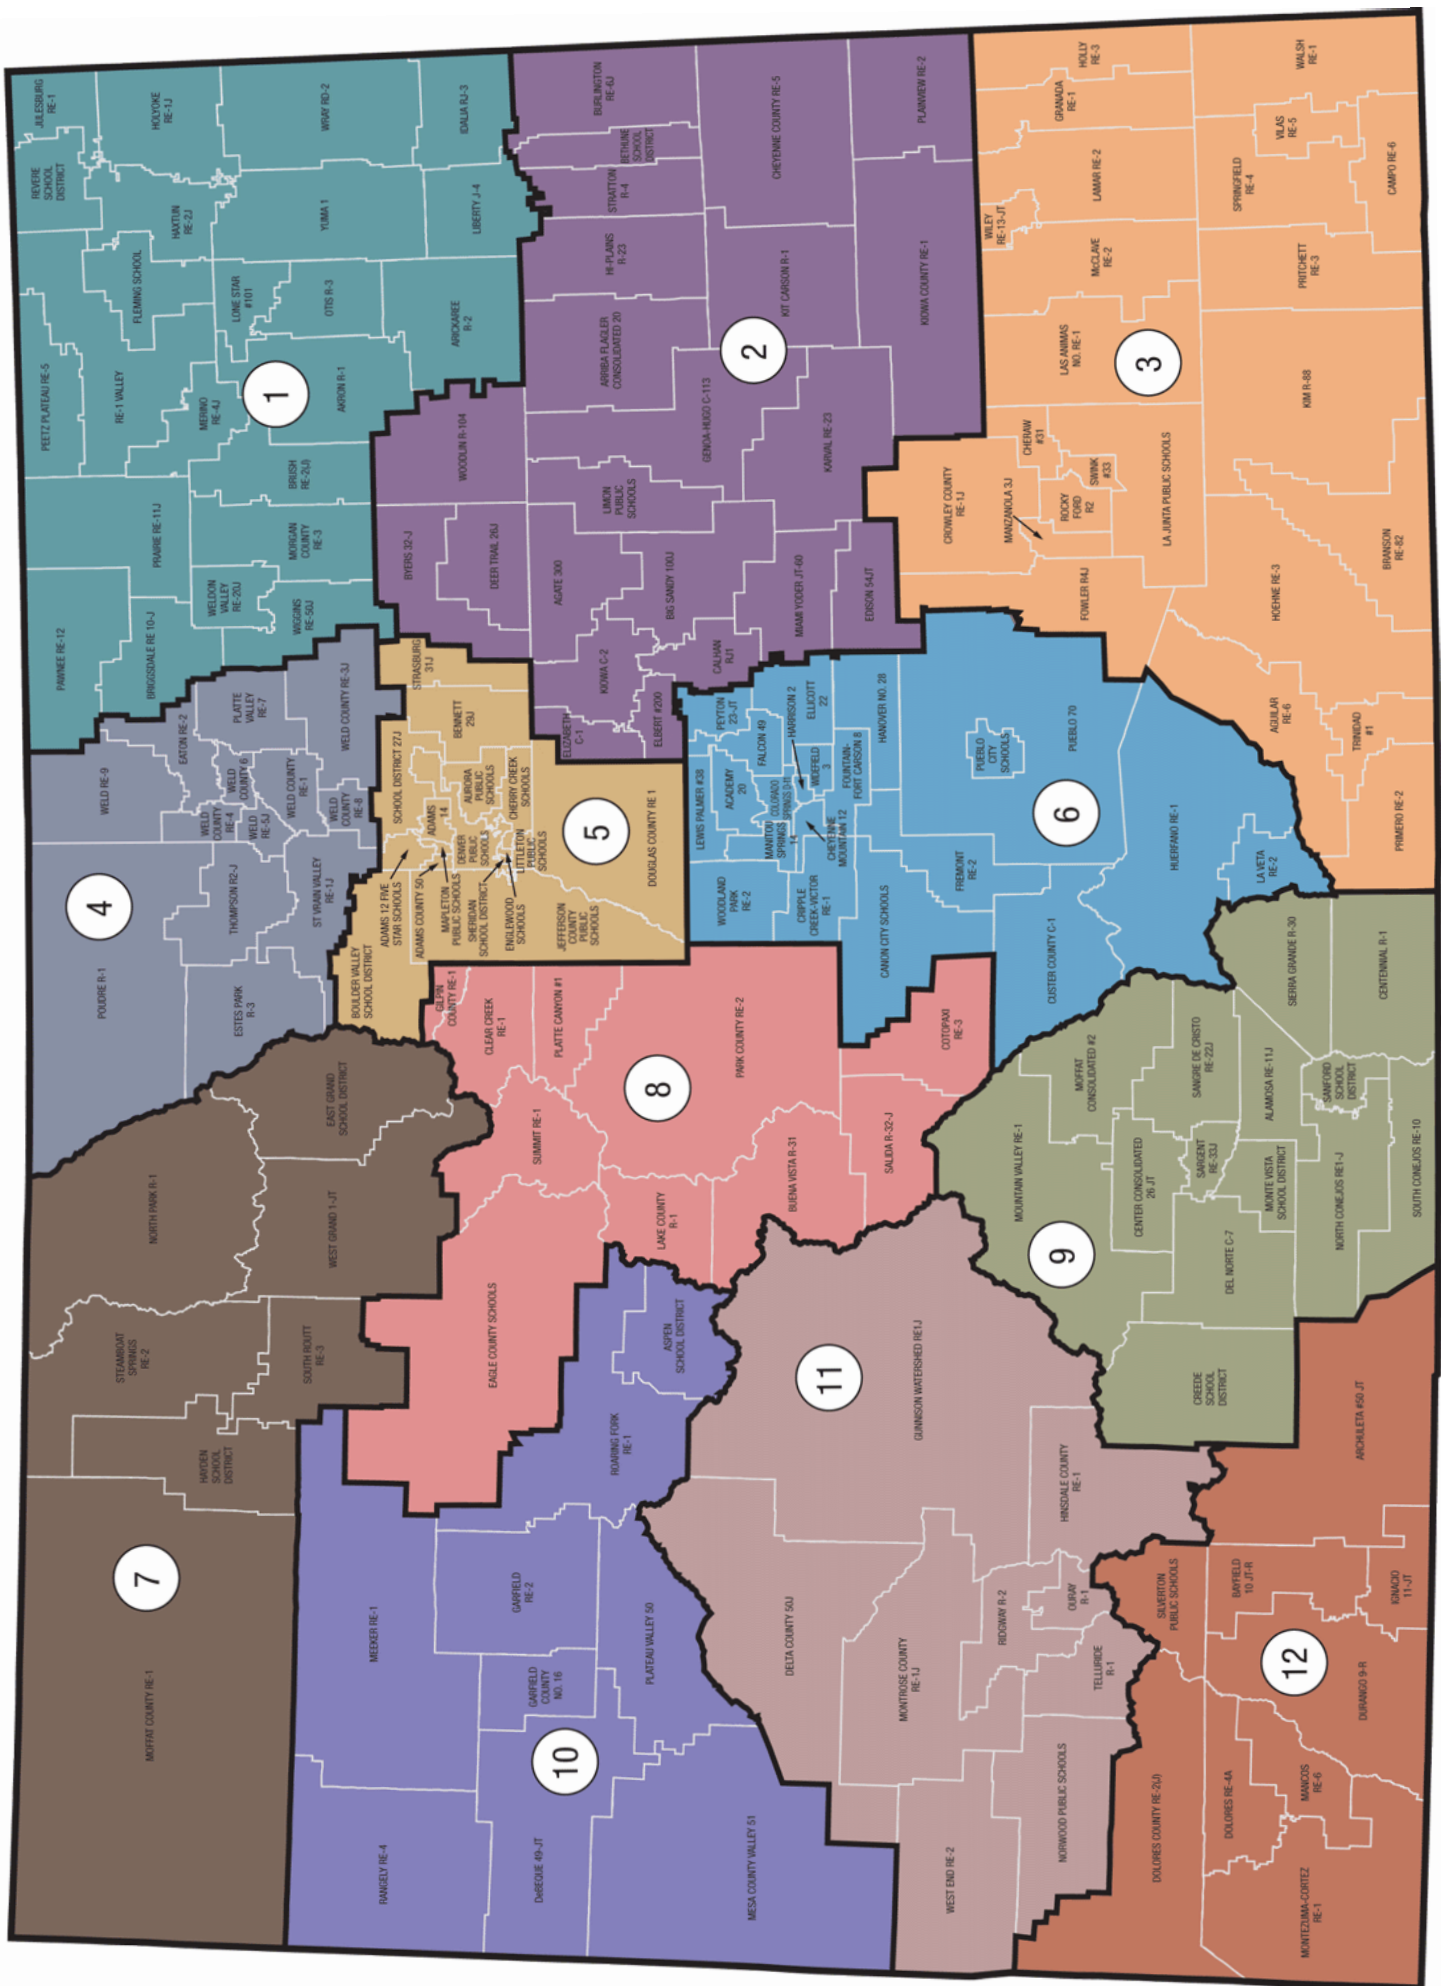 7
MOFFAT COUNTY RE-1
HAYDEN
SCHOOL
DISTRICT
STEAMBOAT
SPRINGS
RE-2
SOUTH ROUTT
RE-3
NORTH PARK R-1
WEST GRAND 1-JT
EAST GRAND
SCHOOL DISTRICT
4
POUDRE R-1
ESTES PARK
R-3
THOMPSON R2-J
ST VRAIN VALLEY
RE-1J
WELD RE-9
EATON RE-2
WELD
COUNTY
RE-4
WELD
COUNTY 6
WELD
RE-5J
PLATTE
VALLEY
RE-7
WELD COUNTY
RE-1
WELD
COUNTY
RE-8
WELD COUNTY RE-3J
1
PAWNEE RE-12
BRIGGSDALE RE 10-J
PRAIRIE RE-11J
WELDON
VALLEY
RE-20J
WIGGINS
RE-50J
MORGAN
COUNTY
RE-3
BRUSH
RE-2(J)
PEETZ PLATEAU RE-5
RE-1 VALLEY
MERINO
RE-4J
AKRON R-1
FLEMING SCHOOL
LONE STAR
#101
OTIS R-3
ARICKAREE
R-2
REVERE
SCHOOL
DISTRICT
JULESBURG
RE-1
HAXTUN
RE-2J
HOLYOKE
RE-1J
YUMA 1
WRAY RD-2
LIBERTY J-4
IDALIA RJ-3
10
RANGELY RE-4
MEEKER RE-1
DeBEQUE 49-JT
GARFIELD
COUNTY
NO. 16
GARFIELD
RE-2
PLATEAU VALLEY 50
MESA COUNTY VALLEY 51
ROARING FORK
RE-1
ASPEN
SCHOOL DISTRICT
8
EAGLE COUNTY SCHOOLS
SUMMIT RE-1
GILPIN
COUNTY RE-1
CLEAR CREEK
RE-1
PLATTE CANYON #1
PARK COUNTY RE-2
LAKE COUNTY
R-1
BUENA VISTA R-31
SALIDA R-32-J
COTOPAXI
RE-3
5
BOULDER VALLEY
SCHOOL DISTRICT
ADAMS 12 FIVE
STAR SCHOOLS
ADAMS COUNTY 50
MAPLETON
PUBLIC SCHOOLS
SHERIDAN
SCHOOL DISTRICT
ENGLEWOOD
SCHOOLS
JEFFERSON
COUNTY
PUBLIC
SCHOOLS
SCHOOL DISTRICT 27J
ADAMS
14
DENVER
PUBLIC
SCHOOLS
AURORA
PUBLIC
SCHOOLS
CHERRY CREEK
SCHOOLS
LITTLETON
PUBLIC
SCHOOLS
DOUGLAS COUNTY RE 1
STRASBURG
31J
BENNETT
29J
2
BYERS 32-J
WOODLIN R-104
DEER TRAIL 26J
AGATE 300
ELIZABETH
C-1
KIOWA C-2
ELBERT #200
BIG SANDY 100J
LIMON
PUBLIC
SCHOOLS
CALHAN
RJ1
MIAMI YODER JT-60
EDISON 54JT
GENOA-HUGO C-113
KARVAL RE-23
ARRIBA FLAGLER
CONSOLIDATED 20
HI-PLAINS
R-23
STRATTON
R-4
BETHUNE
SCHOOL
DISTRICT
BURLINGTON
RE-6J
KIT CARSON R-1
CHEYENNE COUNTY RE-5
KIOWA COUNTY RE-1
PLAINVIEW RE-2
6
WOODLAND
PARK
RE-2
LEWIS PALMER #38
ACADEMY
20
PEYTON
23-JT
FALCON 49
MANITOU
SPRINGS
14
COLORADO
SPRINGS D-11
HARRISON 2
WIDEFIELD
3
ELLICOTT
22
CRIPPLE
CREEK-VICTOR
RE-1
CHEYENNE
MOUNTAIN 12
FOUNTAIN-
FORT CARSON 8
HANOVER NO. 28
CANON CITY SCHOOLS
FREMONT
RE-2
PUEBLO
CITY
SCHOOLS
PUEBLO 70
CUSTER COUNTY C-1
HUERFANO RE-1
LA VETA
RE-2
3
CROWLEY COUNTY
RE-1J
MANZANOLA 3J
CHERAW
#31
ROCKY
FORD
R2
SWINK
#33
FOWLER R4J
LA JUNTA PUBLIC SCHOOLS
LAS ANIMAS
NO. RE-1
McCLAVE
RE-2
WILEY
RE-13-JT
LAMAR RE-2
GRANADA
RE-1
HOLLY
RE-3
HOEHNE RE-3
AGUILAR
RE-6
TRINIDAD
#1
PRIMERO RE-2
BRANSON
RE-82
KIM R-88
PRITCHETT
RE-3
SPRINGFIELD
RE-4
VILAS
RE-5
WALSH
RE-1
CAMPO RE-6
11
DELTA COUNTY 50J
GUNNISON WATERSHED RE1J
MONTROSE COUNTY
RE-1J
RIDGWAY R-2
OURAY
R-1
HINSDALE COUNTY
RE-1
WEST END RE-2
NORWOOD PUBLIC SCHOOLS
TELLURIDE
R-1
9
MOUNTAIN VALLEY RE-1
MOFFAT
CONSOLIDATED #2
CENTER CONSOLIDATED
26 JT
SANGRE DE CRISTO
RE-22J
SARGENT
RE-33J
DEL NORTE C-7
MONTE VISTA
SCHOOL DISTRICT
ALAMOSA RE-11J
CREEDE
SCHOOL
DISTRICT
SIERRA GRANDE R-30
SANFORD
SCHOOL
DISTRICT
NORTH CONEJOS RE1-J
CENTENNIAL R-1
SOUTH CONEJOS RE-10
12
DOLORES COUNTY RE-2(J)
SILVERTON
PUBLIC SCHOOLS
DOLORES RE-4A
MONTEZUMA-CORTEZ
RE-1
MANCOS
RE-6
DURANGO 9-R
BAYFIELD
10 JT-R
IGNACIO
11-JT
ARCHULETA #50 JT